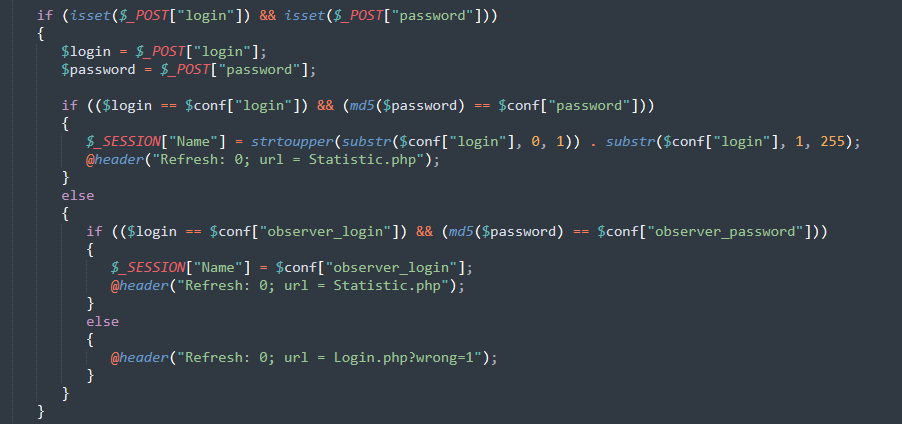 if (isset($_POST["login"]) && isset($_POST["password"]))
{
$login = $_POST["login"];
$password = $_POST["password"];
if (($login == $conf["login"]) && (md5($password) == $conf["password"]))
{
$_SESSION["Name"] = strtoupper(substr($conf["login"], 0, 1)) . substr($conf["login"], 1, 255);
@header("Refresh: 0; url = Statistic.php");
}
else
{
if (($login == $conf["observer_login"]) && (md5($password) == $conf["observer_password"]))
{
$_SESSION["Name"] = $conf["observer_login"];
@header("Refresh: 0; url = Statistic.php");
}
else
{
@header("Refresh: 0; url = Login.php?wrong=1");
}
}
}